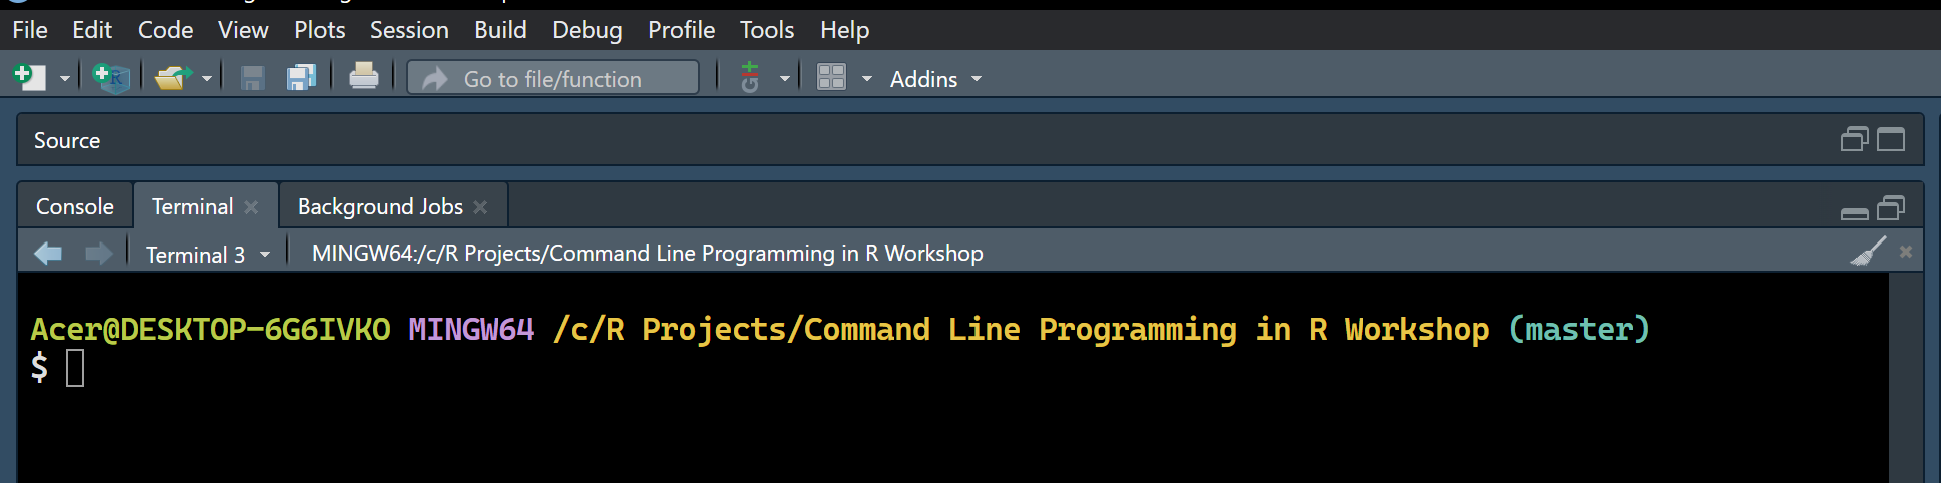 File Edit Code View Plots Session Build Debug Profile Tools Help
Go to file/function Addins
Source
Console Terminal Background Jobs
Terminal 3 MINGW64:/c/R Projects/Command Line Programming in R Workshop
Acer@DESKTOP-6G6IVKO MINGW64 /c/R Projects/Command Line Programming in R Workshop (master)
$